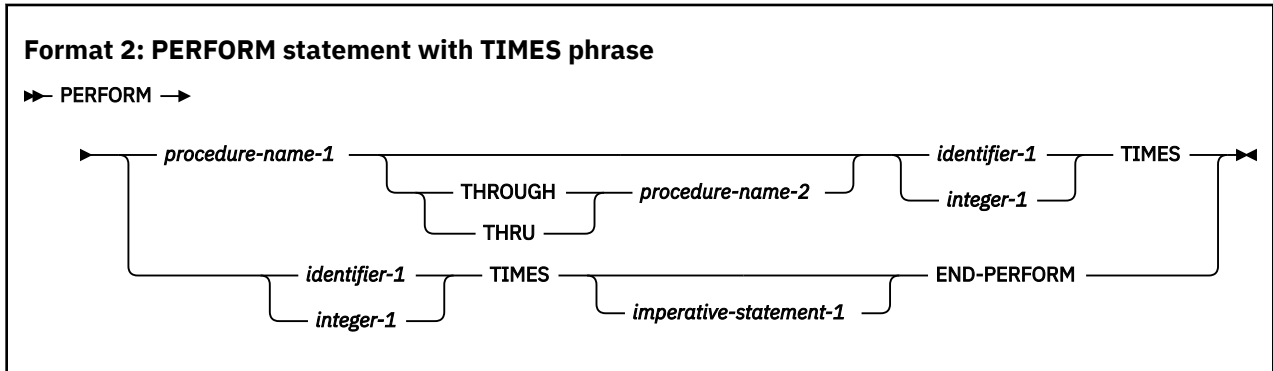 Format 2: PERFORM statement with TIMES phrase
PERFORM
procedure-name-1 identifier-1 TIMES
THROUGH procedure-name-2 integer-1
THRU
identifier-1 TIMES END-PERFORM
integer-1 imperative-statement-1